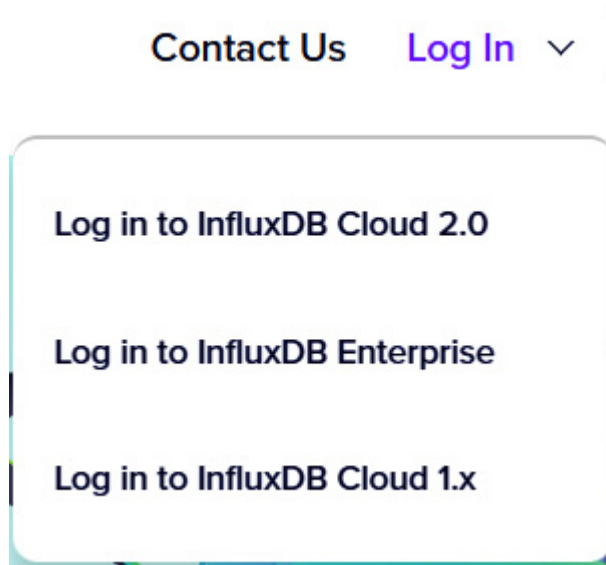 Contact Us Log In
Log in to InfluxDB Cloud 2.0
Log in to InfluxDB Enterprise
Log in to InfluxDB Cloud 1.x